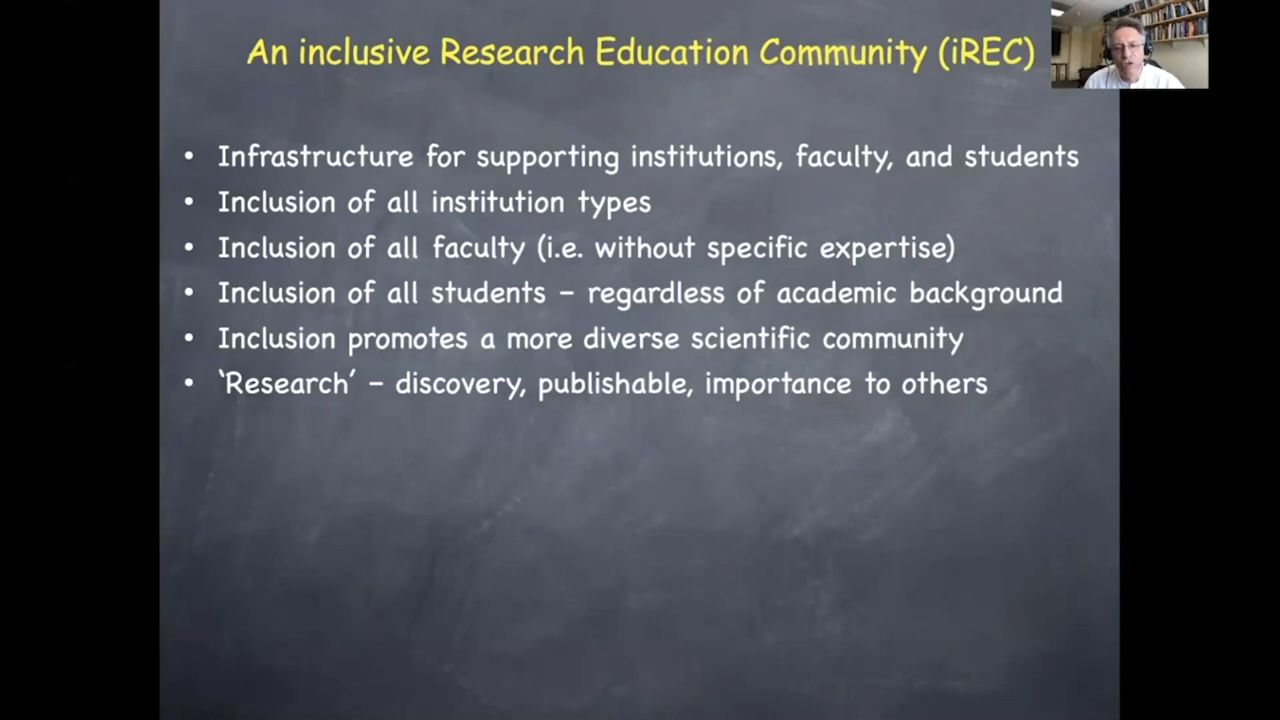 An inclusive Research Education Community (iREC)
• Infrastructure for supporting institutions, faculty, and students
• Inclusion of all institution types
• Inclusion of all faculty (i.e. without specific expertise)
• Inclusion of all students – regardless of academic background
• Inclusion promotes a more diverse scientific community
• ‘Research’ – discovery, publishable, importance to others